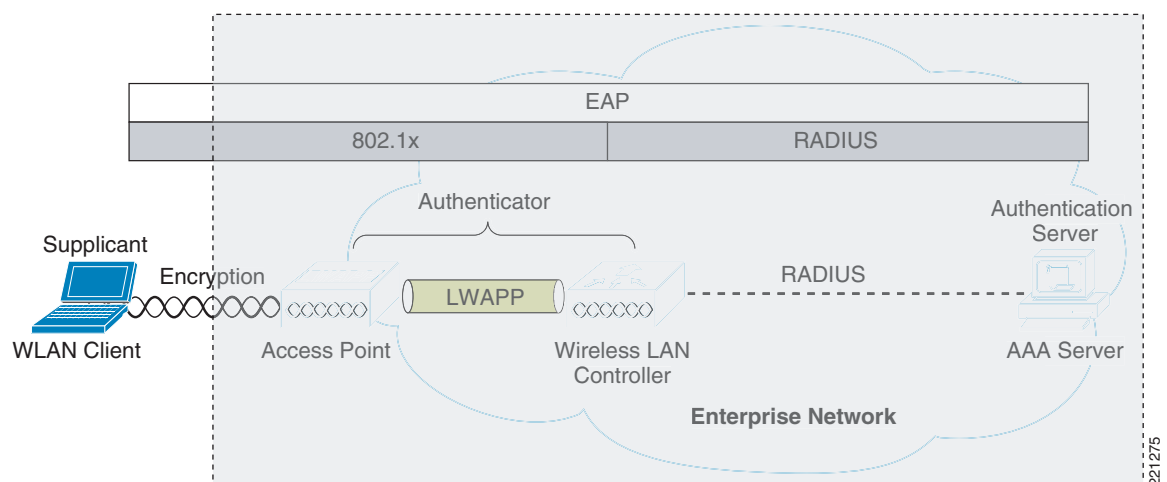 EAP
802.1x
RADIUS
Authenticator
Authentication
Server
Supplicant
Encryption
LWAPP
RADIUS
WLAN Client
Access Point
Wireless LAN
Controller
AAA Server
Enterprise Network
221275